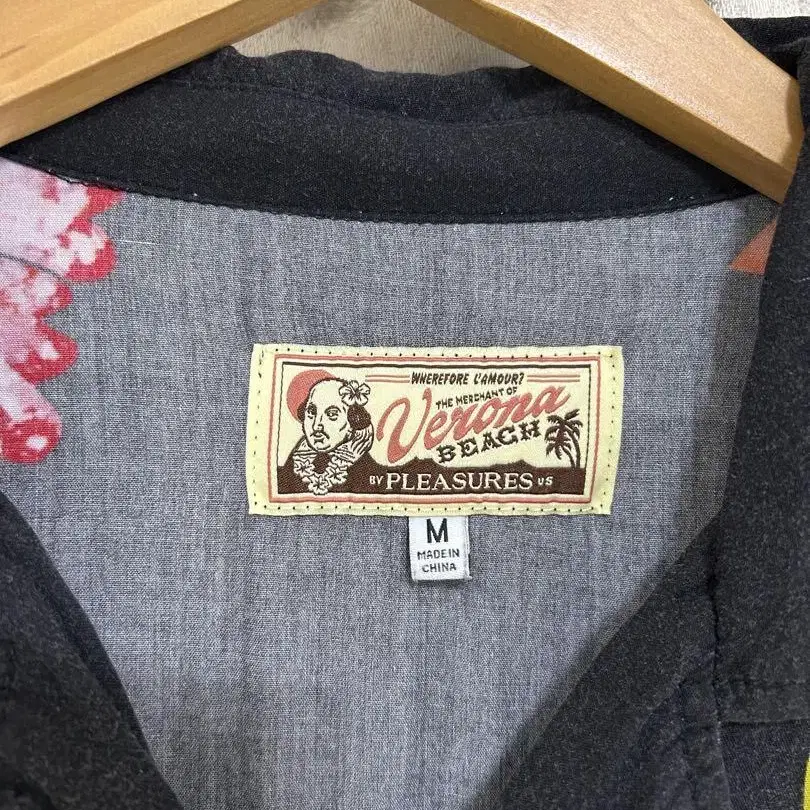 WHEREFORE L'AMOUR?
THE MERCHANT OF
Verona
BEACH
BY PLEASURES US
M
MADE IN
CHINA